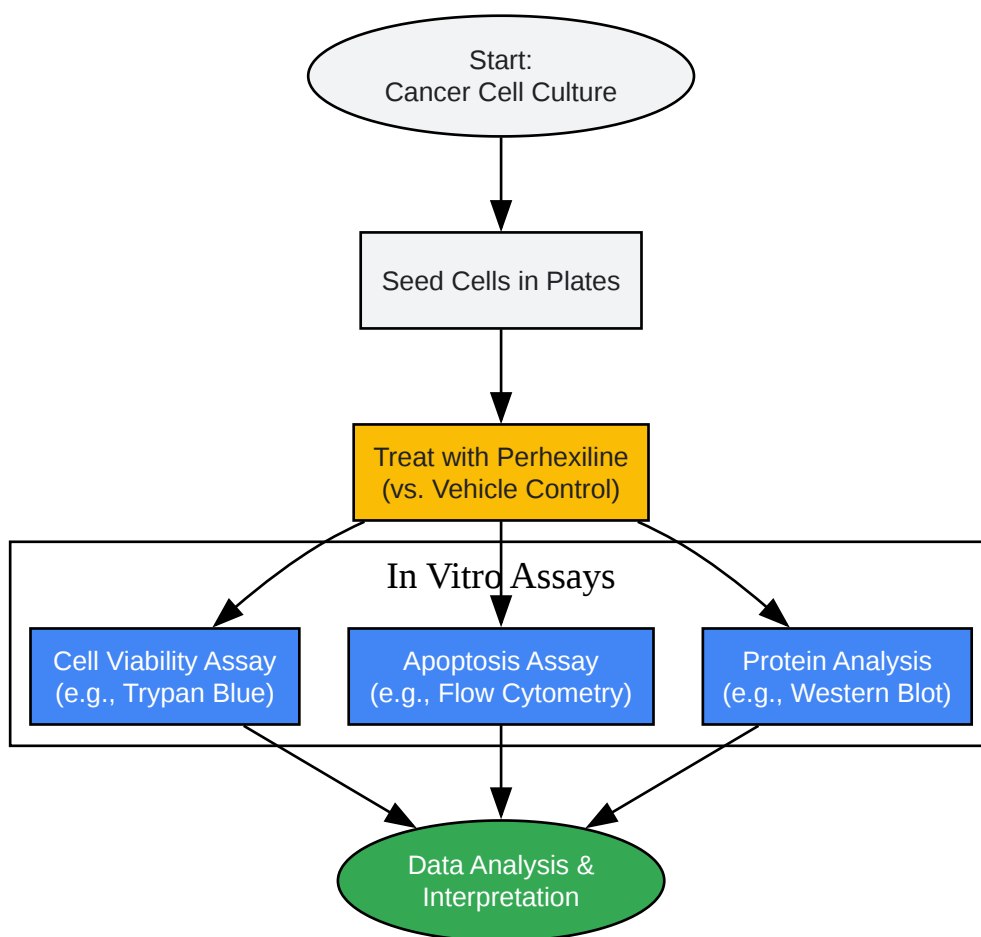 Start:
Cancer Cell Culture
Seed Cells in Plates
Treat with Perhexiline
(vs. Vehicle Control)
In Vitro Assays
Cell Viability Assay
(e.g., Trypan Blue)
Apoptosis Assay
(e.g., Flow Cytometry)
Protein Analysis
(e.g., Western Blot)
Data Analysis &
Interpretation